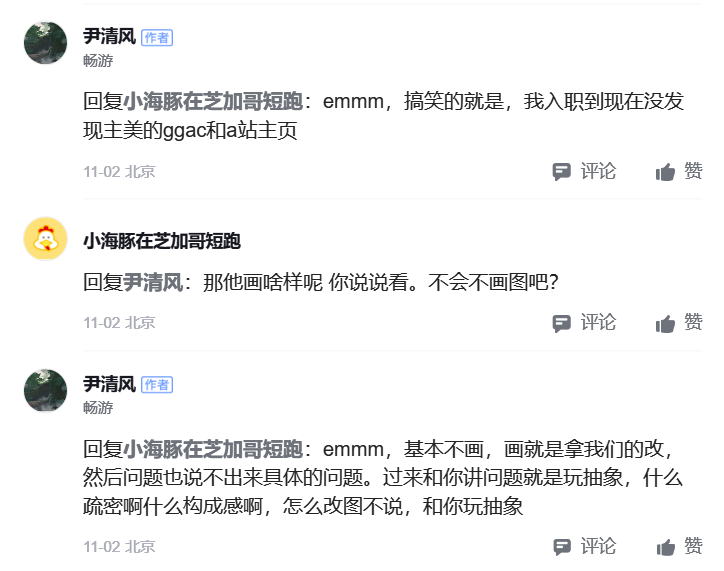 尹清风 作者
畅游
回复小海豚在芝加哥短跑：emmm，搞笑的就是，我入职到现在没发
现主美的ggac和a站主页
11-02 北京 评论 赞
小海豚在芝加哥短跑
回复尹清风：那他画啥样呢 你说说看。不会不画图吧？
11-02 北京 评论 赞
尹清风 作者
畅游
回复小海豚在芝加哥短跑：emmm，基本不画，画就是拿我们的改，
然后问题也说不出来具体的问题。过来和你讲问题就是玩抽象，什么
疏密啊什么构成感啊，怎么改图不说，和你玩抽象
11-02 北京 评论 赞